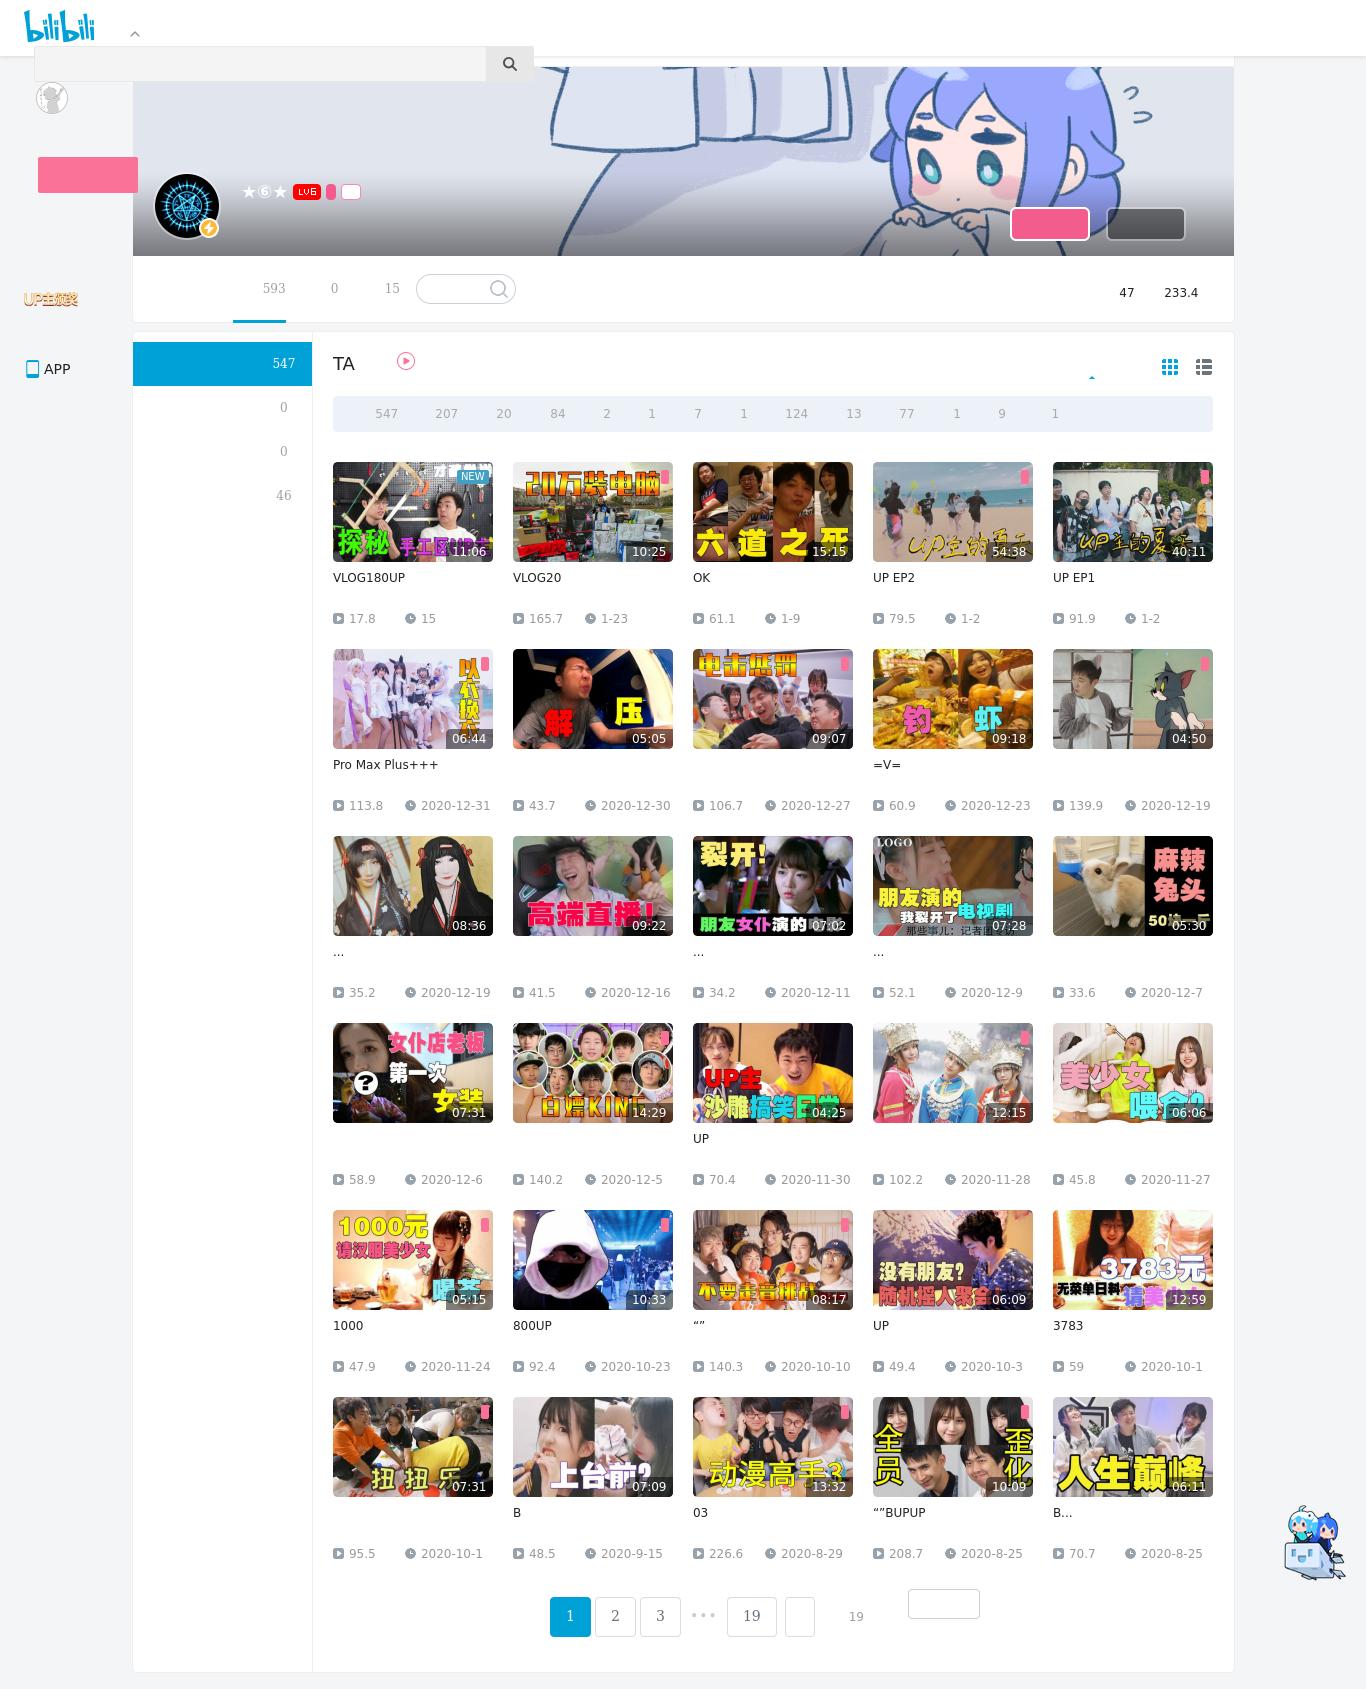 bilibili
★⑥★ LV6
UP主颁奖
593 0 15
47 233.4
APP
547
0
0
46
TA
547 207 20 84 2 1 7 1 124 13 77 1 9 1
NEW
探秘
手工区UP主
11:06
20万装电脑
10:25
六道之死
15:15
UP主的夏天
54:38
UP主的夏天
40:11
VLOG180UP
VLOG20
OK
UP EP2
UP EP1
17.8 15
165.7 1-23
61.1 1-9
79.5 1-2
91.9 1-2
06:44
解压
05:05
电击惩罚
09:07
钓虾
09:18
04:50
Pro Max Plus+++
=V=
113.8 2020-12-31
43.7 2020-12-30
106.7 2020-12-27
60.9 2020-12-23
139.9 2020-12-19
08:36
高端直播!
09:22
裂开!
朋友女仆演的
07:02
LOGO
朋友演的
我裂开了电视剧
07:28
麻辣
兔头
05:30
...
...
...
35.2 2020-12-19
41.5 2020-12-16
34.2 2020-12-11
52.1 2020-12-9
33.6 2020-12-7
女仆店老板
第一次
女装
07:31
白嫖KING
14:29
UP主
沙雕搞笑日常
04:25
12:15
美少女
喂食?
06:06
UP
58.9 2020-12-6
140.2 2020-12-5
70.4 2020-11-30
102.2 2020-11-28
45.8 2020-11-27
1000元
请汉服美少女
喝茶
05:15
10:33
不要走音挑战
08:17
没有朋友?
随机摇人聚会
06:09
3783元
无菜单日料
12:59
1000
800UP
“”
UP
3783
47.9 2020-11-24
92.4 2020-10-23
140.3 2020-10-10
49.4 2020-10-3
59 2020-10-1
扭扭乐
07:31
上台前?
07:09
动漫高手3
13:32
全员
歪化
10:09
人生巅峰
06:11
B
03
“”BUPUP
B...
95.5 2020-10-1
48.5 2020-9-15
226.6 2020-8-29
208.7 2020-8-25
70.7 2020-8-25
1 2 3 ••• 19 19